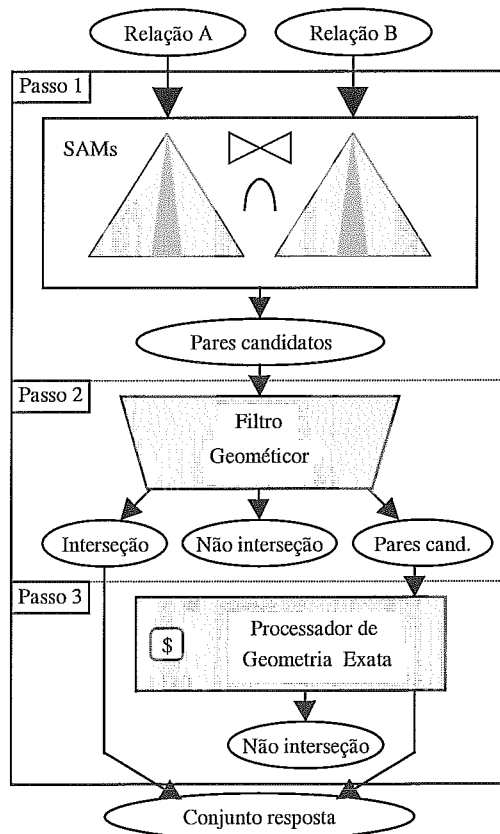 Relação A
Relação B
Passo 1
SAMs
Pares candidatos
Passo 2
Filtro
Geométicor
Interseção
Não interseção
Pares cand.
Passo 3
$
Processador de
Geometria Exata
Não interseção
Conjunto resposta